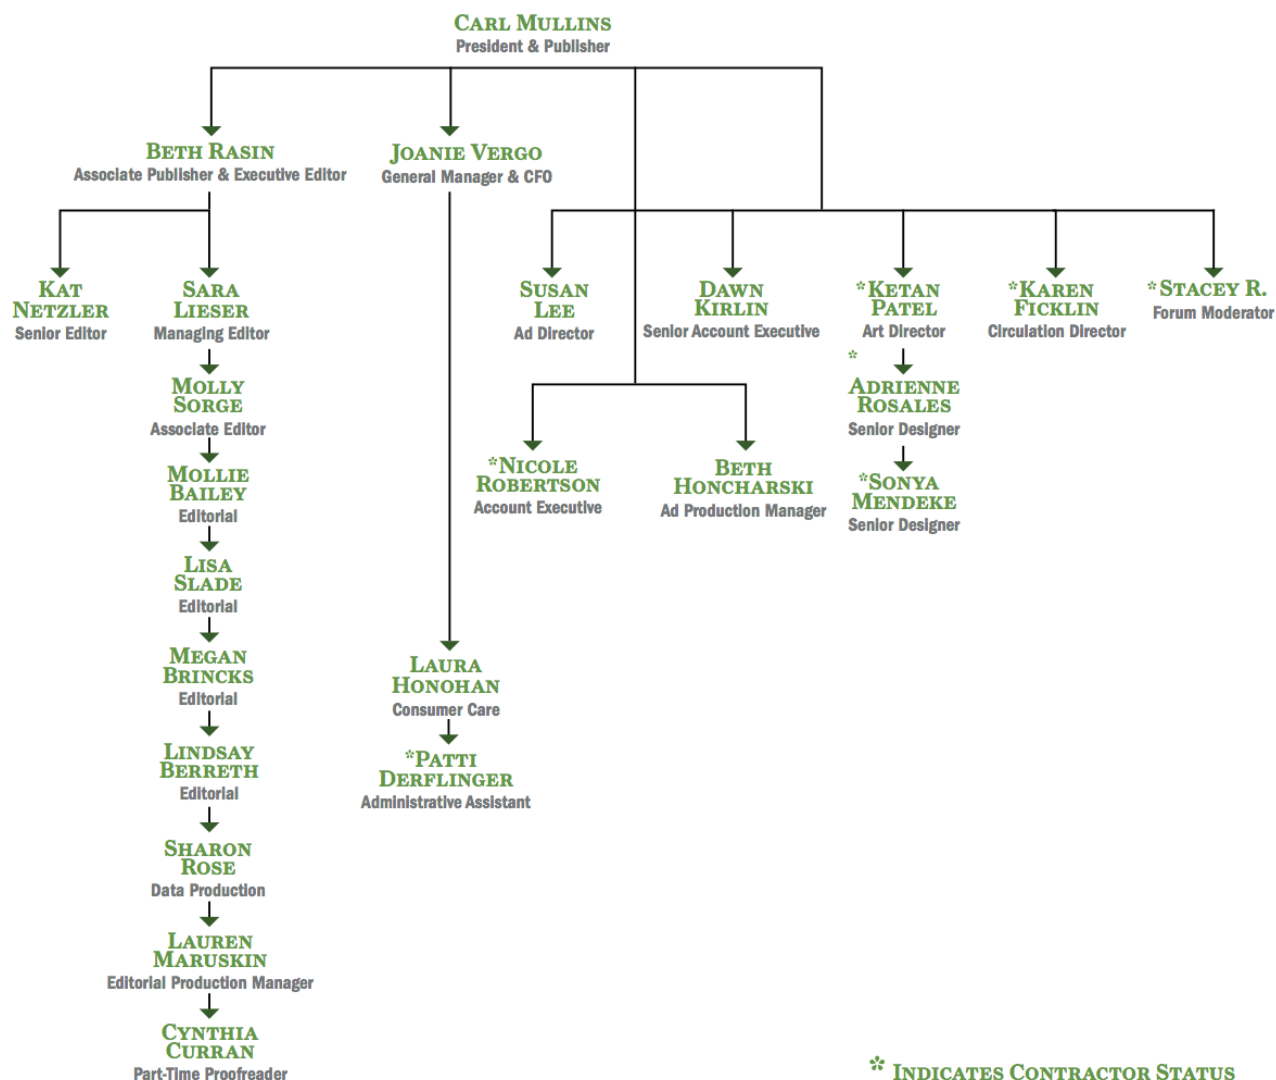 CARL MULLINS
President & Publisher
BETH RASIN
Associate Publisher & Executive Editor
JOANIE VERGO
General Manager & CFO
KAT
NETZLER
Senior Editor
SARA
LIESER
Managing Editor
SUSAN
LEE
Ad Director
DAWN
KIRLIN
Senior Account Executive
*KETAN
PATEL
Art Director
*KAREN
FICKLIN
Circulation Director
*STACEY R.
Forum Moderator
MOLLY
SORGE
Associate Editor
*
ADRIENNE
ROSALES
Senior Designer
MOLLIE
BAILEY
Editorial
*NICOLE
ROBERTSON
Account Executive
BETH
HONCHARSKI
Ad Production Manager
*SONYA
MENDEKE
Senior Designer
LISA
SLADE
Editorial
MEGAN
BRINCKS
Editorial
LAURA
HONOHAN
Consumer Care
LINDSAY
BERRETH
Editorial
*PATTI
DERFLINGER
Administrative Assistant
SHARON
ROSE
Data Production
LAUREN
MARUSKIN
Editorial Production Manager
CYNTHIA
CURRAN
Part-Time Proofreader
* INDICATES CONTRACTOR STATUS